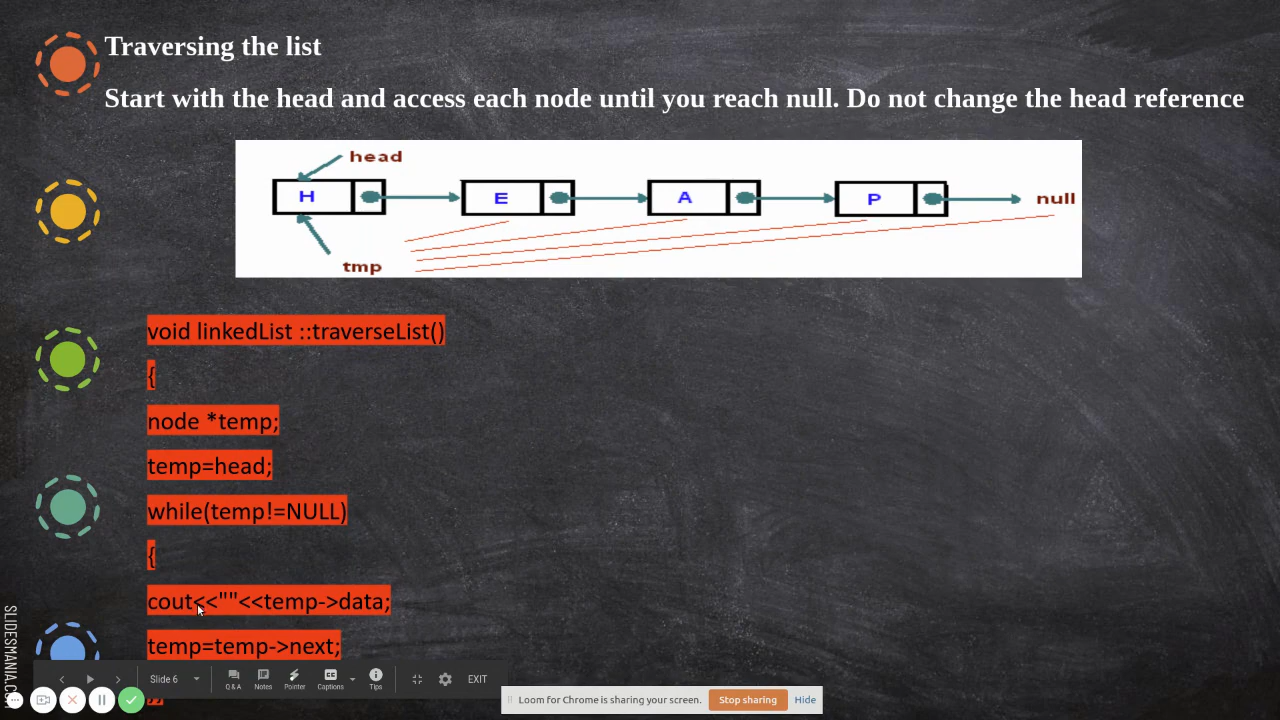 Traversing the list
Start with the head and access each node until you reach null. Do not change the head reference
head
H
E
A
P
null
tmp
void linkedList ::traverseList()
{
node *temp;
temp=head;
while(temp!=NULL)
{
cout<<""<<temp->data;
temp=temp->next;
}}
SLIDESMANIA.C
Slide 6
Q & A
Notes
Pointer
Captions
Tips
EXIT
Loom for Chrome is sharing your screen.
Stop sharing
Hide